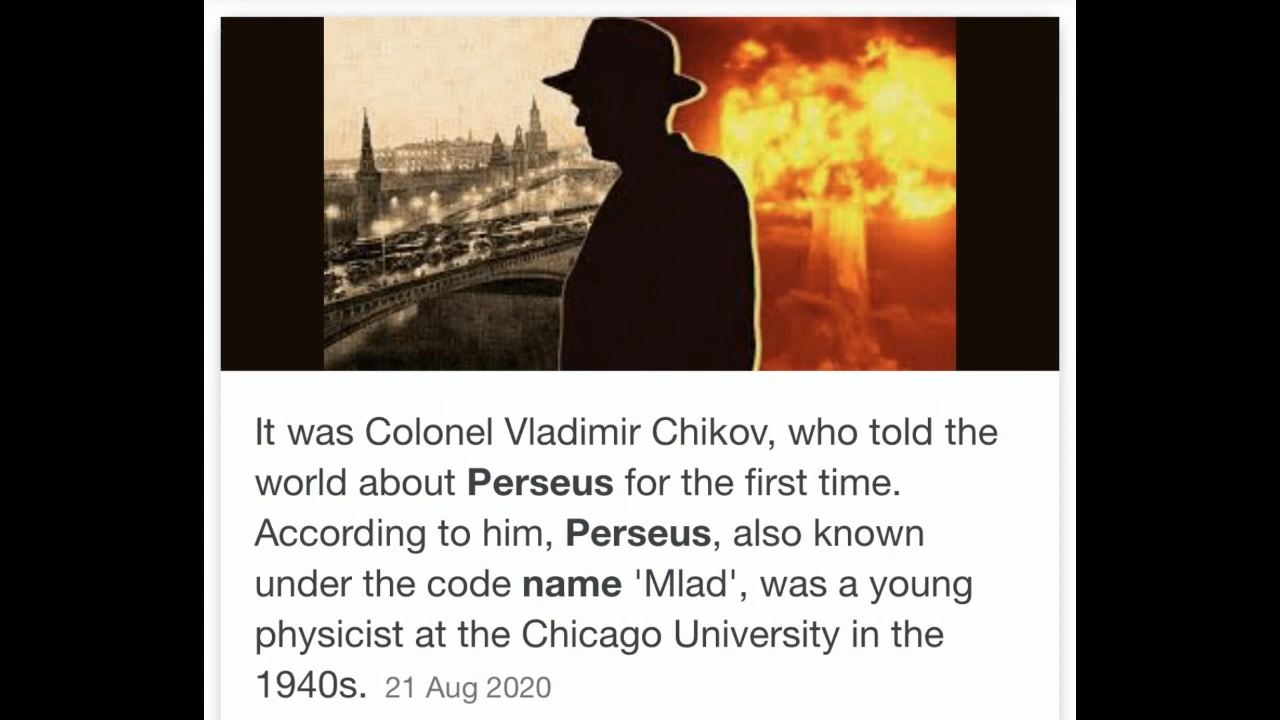 It was Colonel Vladimir Chikov, who told the
world about Perseus for the first time.
According to him, Perseus, also known
under the code name 'Mlad', was a young
physicist at the Chicago University in the
1940s. 21 Aug 2020